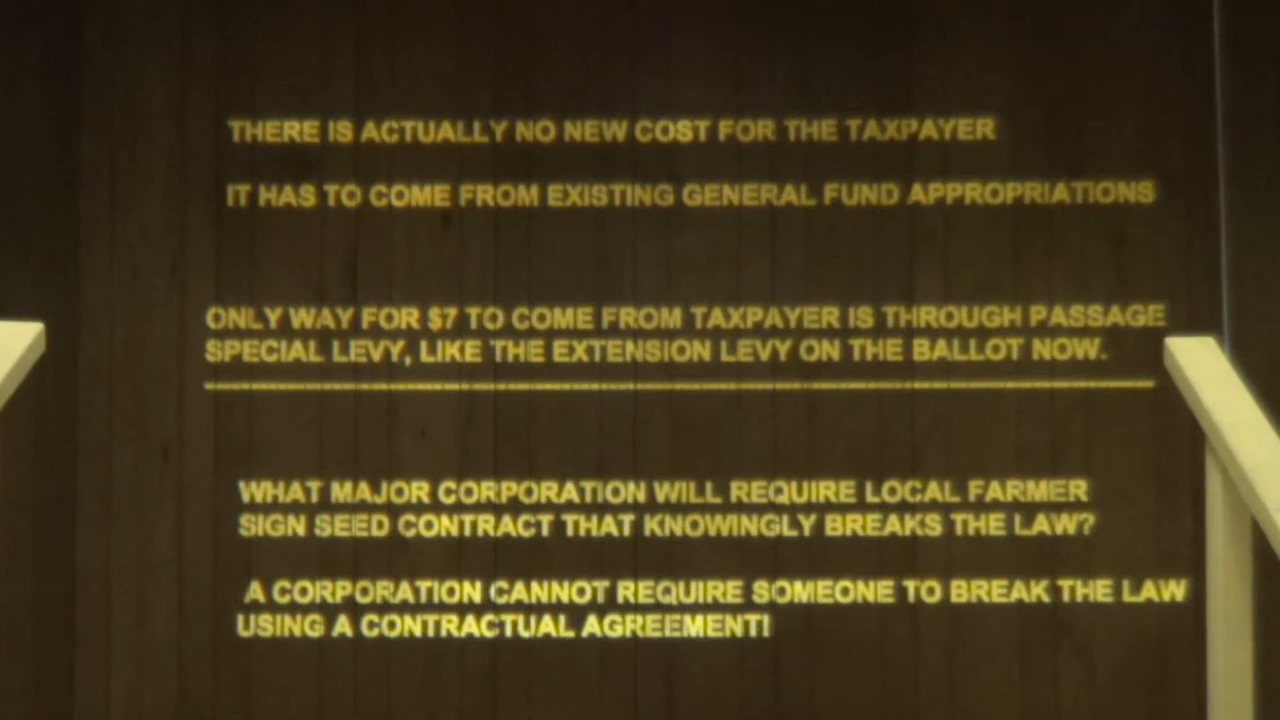 THERE IS ACTUALLY NO NEW COST FOR THE TAXPAYER
IT HAS TO COME FROM EXISTING GENERAL FUND APPROPRIATIONS
ONLY WAY FOR $7 TO COME FROM TAXPAYER IS THROUGH PASSAGE
SPECIAL LEVY, LIKE THE EXTENSION LEVY ON THE BALLOT NOW.
WHAT MAJOR CORPORATION WILL REQUIRE LOCAL FARMER
SIGN SEED CONTRACT THAT KNOWINGLY BREAKS THE LAW?
A CORPORATION CANNOT REQUIRE SOMEONE TO BREAK THE LAW
USING A CONTRACTUAL AGREEMENT!